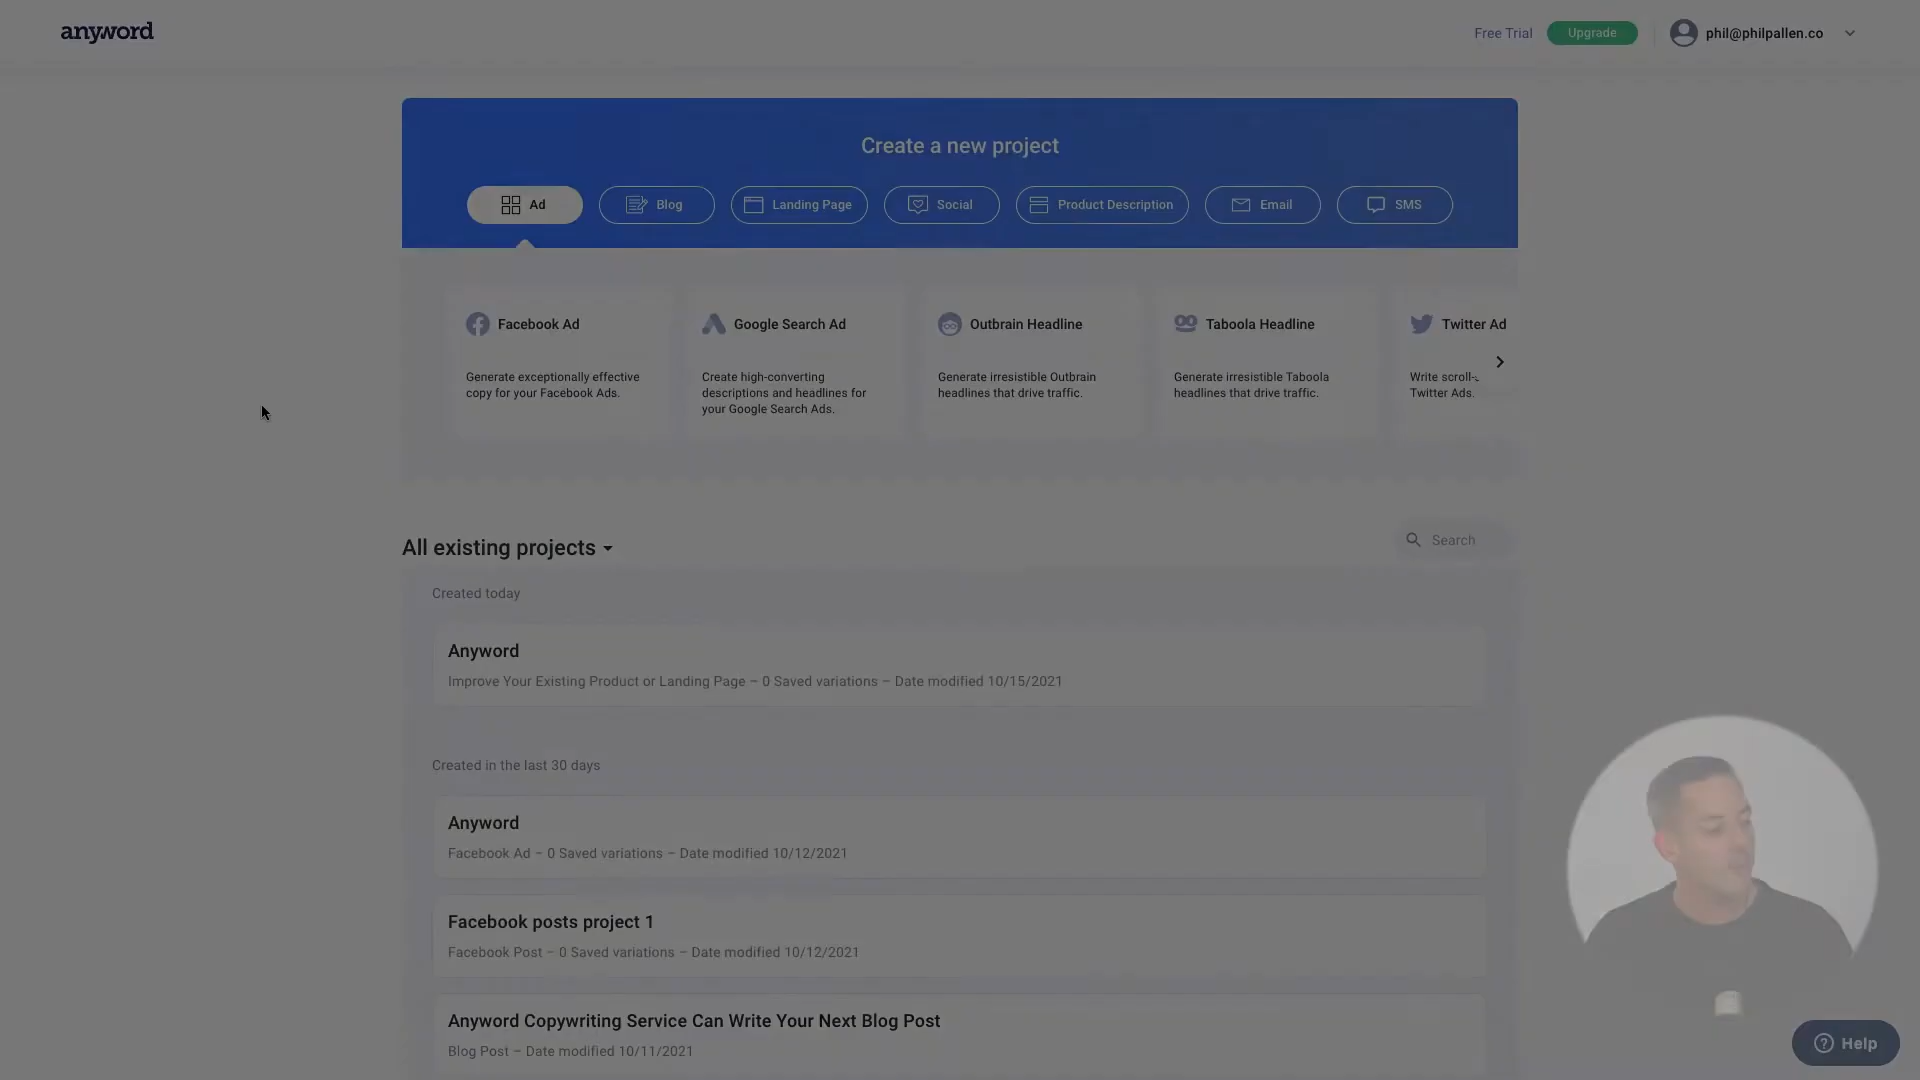 anyword
Free Trial
Upgrade
phil@philpallen.co
Create a new project
Ad
Blog
Landing Page
Social
Product Description
Email
SMS
Facebook Ad
Generate exceptionally effective
copy for your Facebook Ads.
Google Search Ad
Create high-converting
descriptions and headlines for
your Google Search Ads.
Outbrain Headline
Generate irresistible Outbrain
headlines that drive traffic.
Taboola Headline
Generate irresistible Taboola
headlines that drive traffic.
Twitter Ad
Write scroll-
Twitter Ads.
All existing projects
Search
Created today
Anyword
Improve Your Existing Product or Landing Page – 0 Saved variations – Date modified 10/15/2021
Created in the last 30 days
Anyword
Facebook Ad – 0 Saved variations – Date modified 10/12/2021
Facebook posts project 1
Facebook Post – 0 Saved variations – Date modified 10/12/2021
Anyword Copywriting Service Can Write Your Next Blog Post
Blog Post – Date modified 10/11/2021
Help